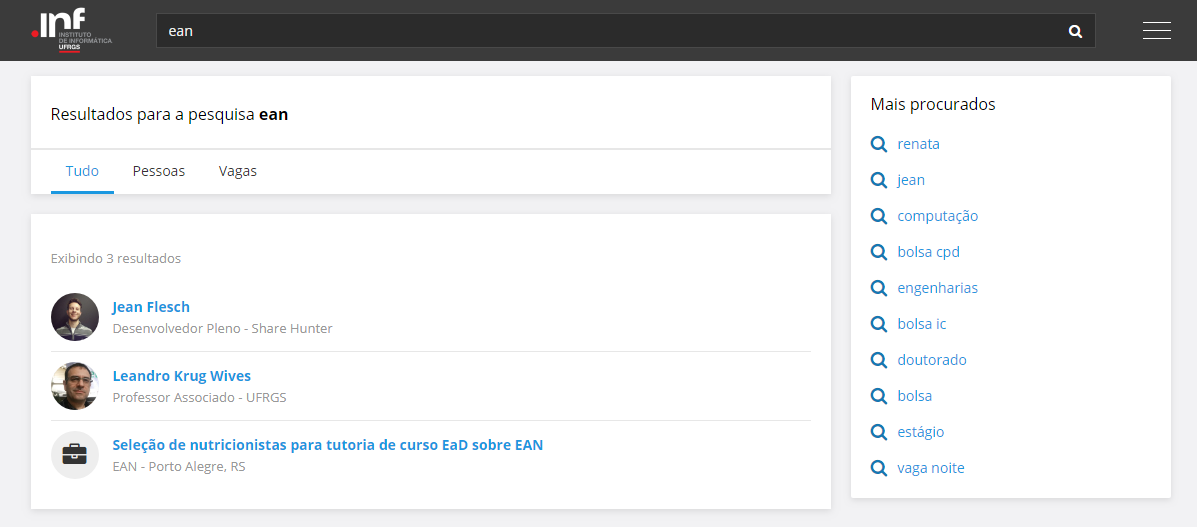 .inf
INSTITUTO
DE INFORMÁTICA
UFRGS
ean
Resultados para a pesquisa ean
Tudo
Pessoas
Vagas
Exibindo 3 resultados
Jean Flesch
Desenvolvedor Pleno - Share Hunter
Leandro Krug Wives
Professor Associado - UFRGS
Seleção de nutricionistas para tutoria de curso EaD sobre EAN
EAN - Porto Alegre, RS
Mais procurados
renata
jean
computação
bolsa cpd
engenharias
bolsa ic
doutorado
bolsa
estágio
vaga noite